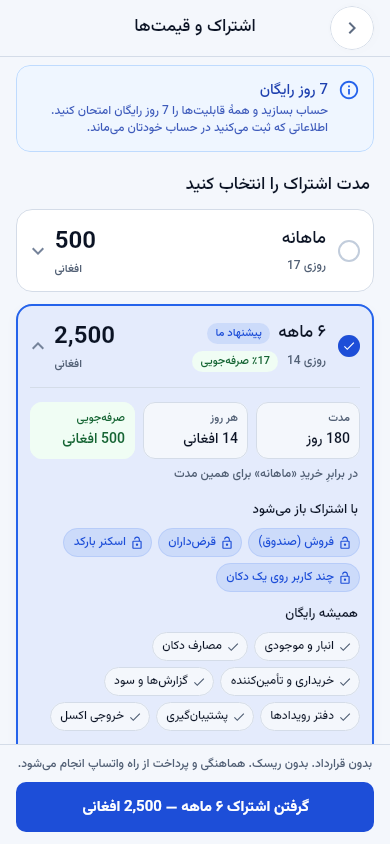 اشتراک و قیمت‌ها
7 روز رایگان
حساب بسازید و همهٔ قابلیت‌ها را 7 روز رایگان امتحان کنید.
اطلاعاتی که ثبت می‌کنید در حساب خودتان می‌ماند.
مدت اشتراک را انتخاب کنید
ماهانه
500
روزی 17
افغانی
۶ ماهه
پیشنهاد ما
2,500
روزی 14
17٪ صرفه‌جویی
افغانی
مدت
هر روز
صرفه‌جویی
180 روز
14 افغانی
500 افغانی
در برابر خریدِ «ماهانه» برای همین مدت
با اشتراک باز می‌شود
فروش (صندوق)
قرض‌داران
اسکنر بارکد
چند کاربر روی یک دکان
همیشه رایگان
انبار و موجودی
مصارف دکان
خریداری و تأمین‌کننده
گزارش‌ها و سود
دفتر رویدادها
پشتیبان‌گیری
خروجی اکسل
بدون قرارداد. بدون ریسک. هماهنگی و پرداخت از راه واتساپ انجام می‌شود.
گرفتن اشتراک ۶ ماهه — 2,500 افغانی